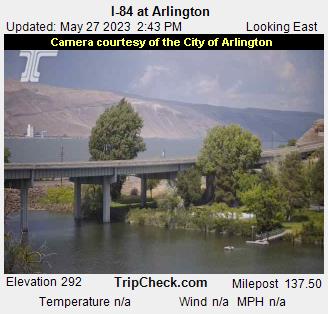 I-84 at Arlington
Updated: May 27 2023 2:43 PM Looking East
Camera courtesy of the City of Arlington
Elevation 292 TripCheck.com Milepost 137.50
Temperature n/a Wind n/a MPH n/a